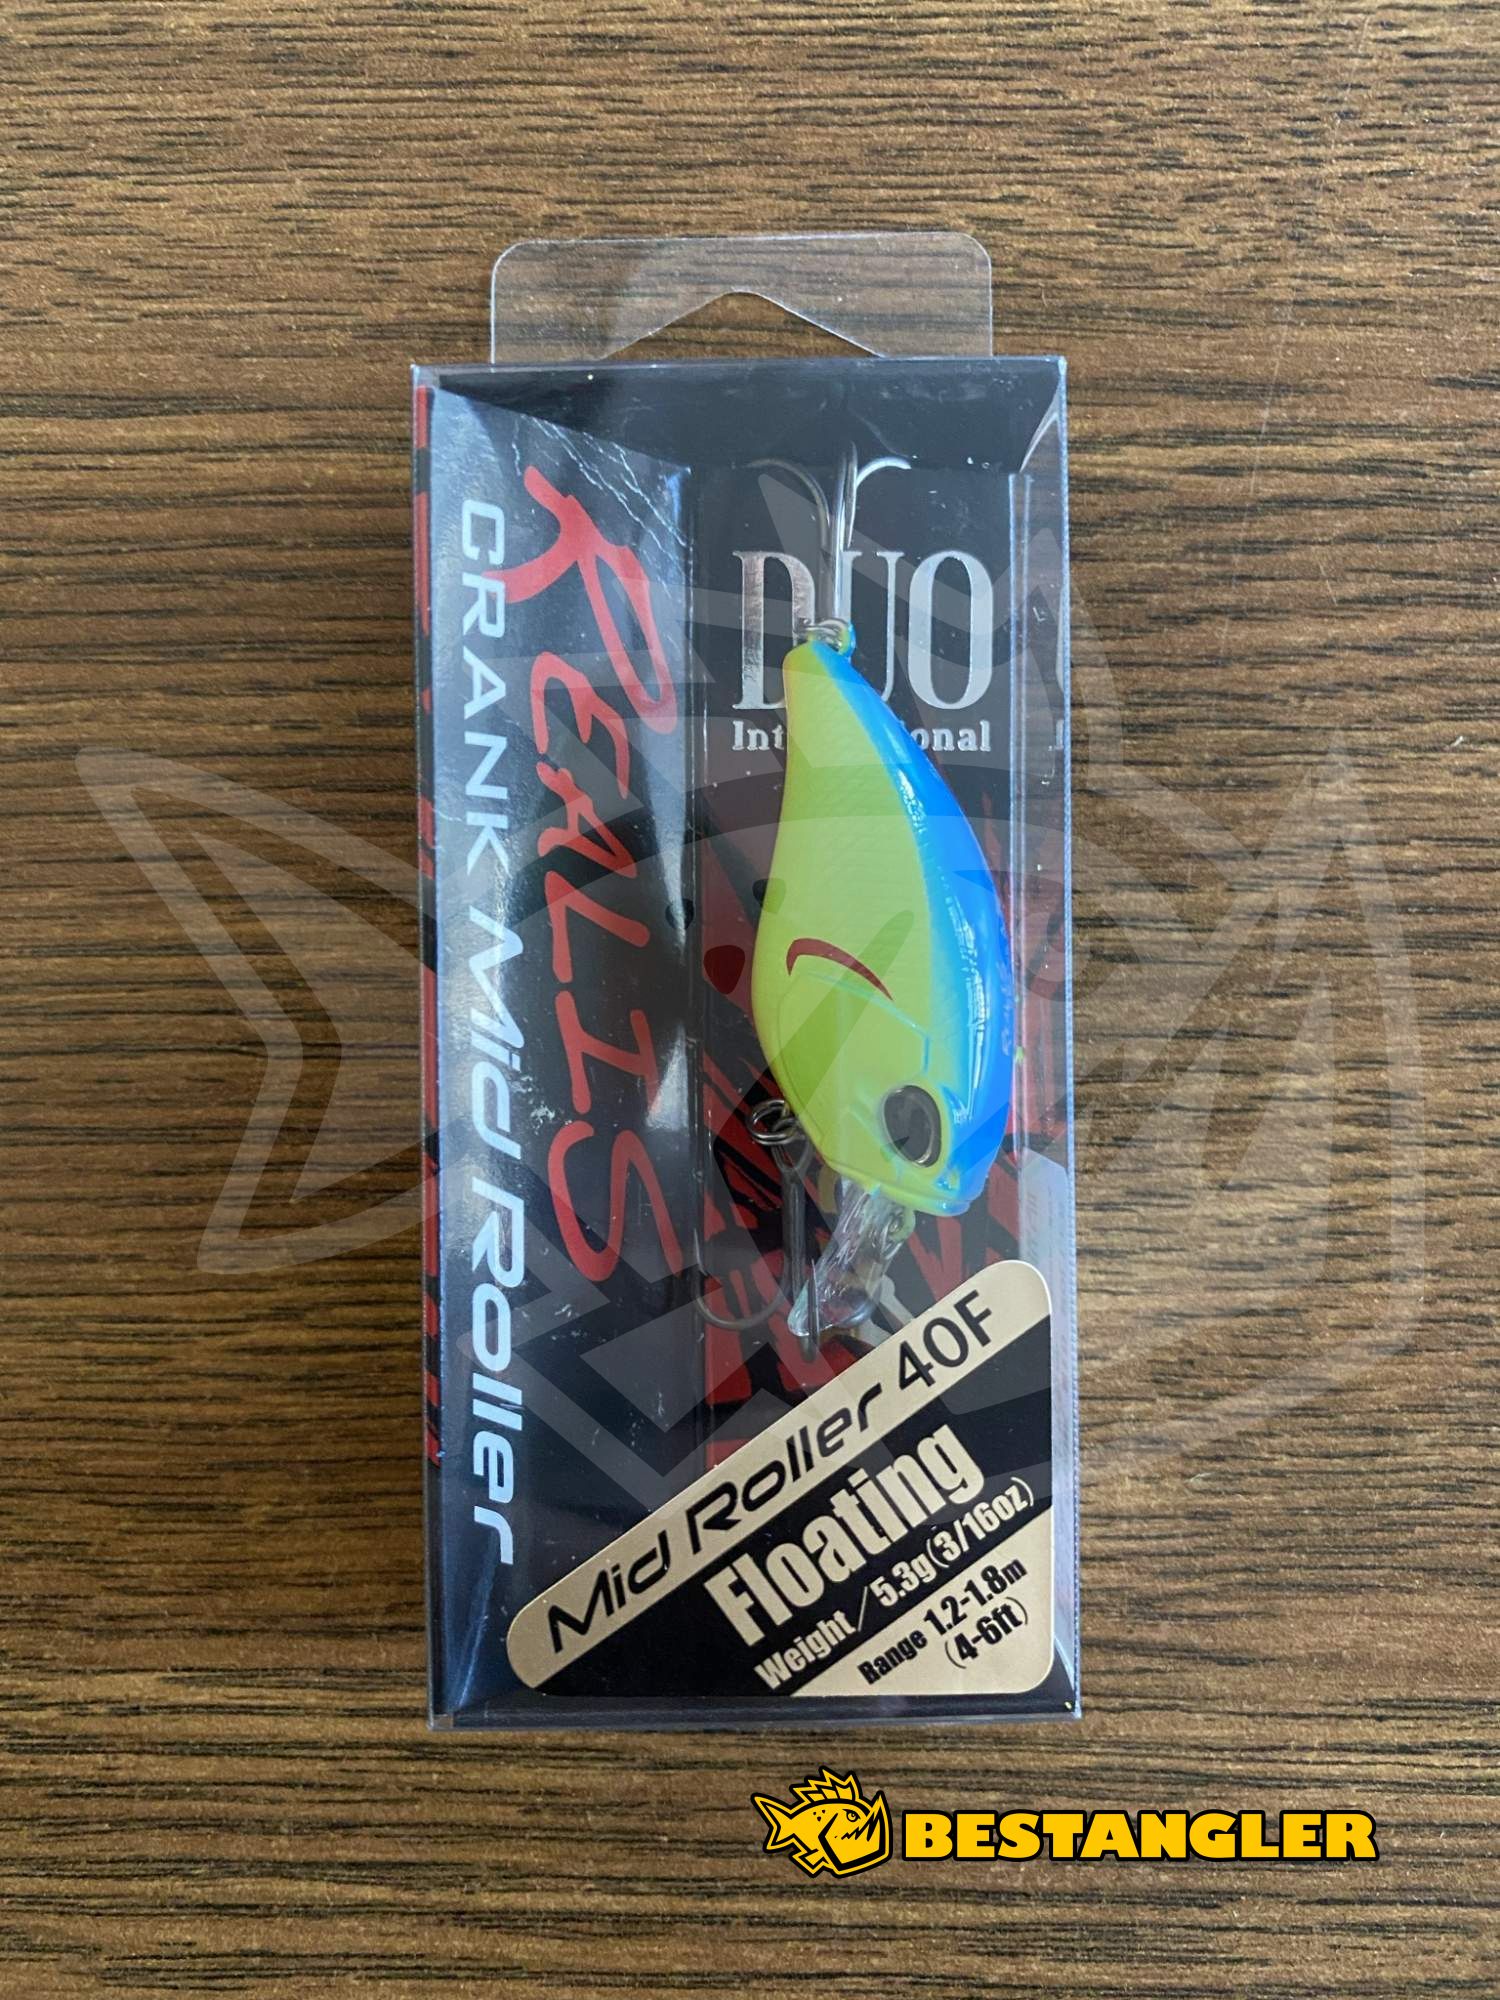 REALIS
CRANK Mid Roller
DUO
International
Mid Roller 40F
Floating
Weight/5.3g(3/16oz)
Range 1.2-1.8m
(4-6ft)
BESTANGLER